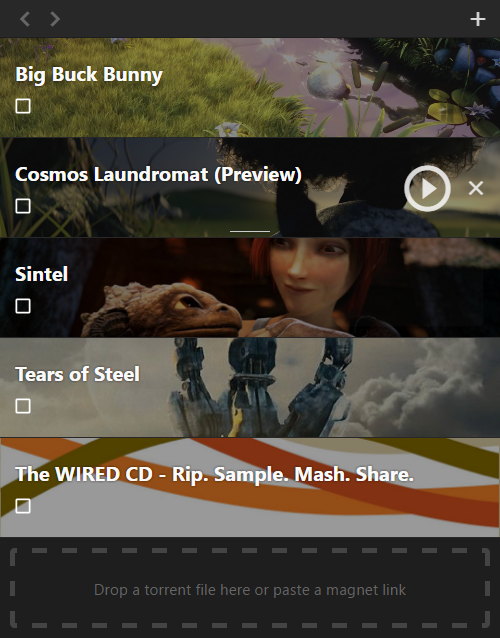 Big Buck Bunny
Cosmos Laundromat (Preview)
Sintel
Tears of Steel
The WIRED CD - Rip. Sample. Mash. Share.
Drop a torrent file here or paste a magnet link